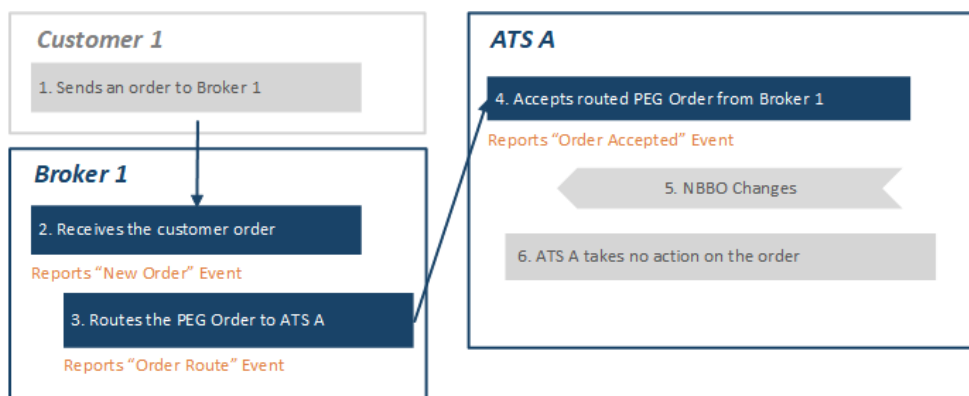 Customer 1
1. Sends an order to Broker 1
Broker 1
2. Receives the customer order
Reports “New Order” Event
3. Routes the PEG Order to ATS A
Reports “Order Route” Event
ATS A
4. Accepts routed PEG Order from Broker 1
Reports “Order Accepted” Event
5. NBBO Changes
6. ATS A takes no action on the order